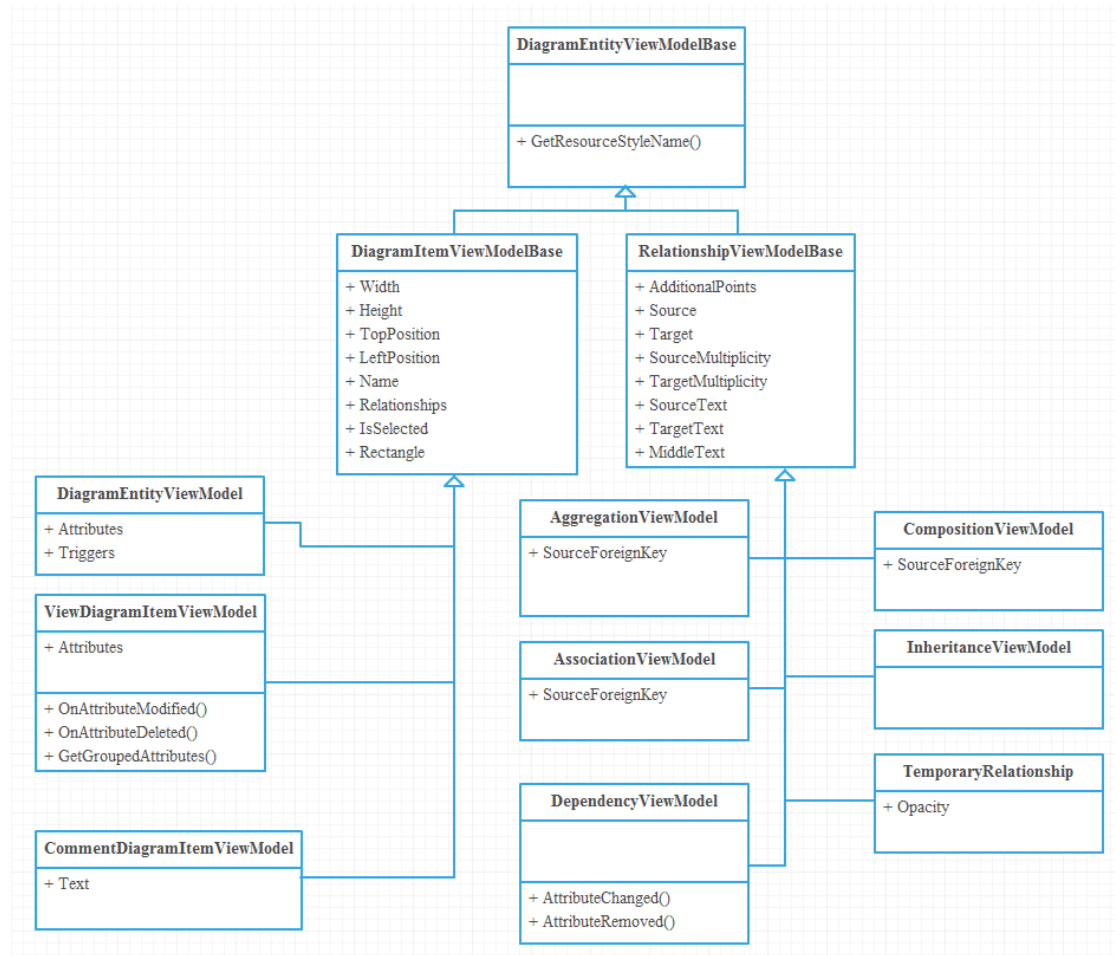 DiagramEntityViewModelBase
+ GetResourceStyleName()
DiagramItemViewModelBase
+ Width
+ Height
+ TopPosition
+ LeftPosition
+ Name
+ Relationships
+ IsSelected
+ Rectangle
RelationshipViewModelBase
+ AdditionalPoints
+ Source
+ Target
+ SourceMultiplicity
+ TargetMultiplicity
+ SourceText
+ TargetText
+ MiddleText
DiagramEntityViewModel
+ Attributes
+ Triggers
ViewDiagramItemViewModel
+ Attributes
+ OnAttributeModified()
+ OnAttributeDeleted()
+ GetGroupedAttributes()
CommentDiagramItemViewModel
+ Text
AggregationViewModel
+ SourceForeignKey
AssociationViewModel
+ SourceForeignKey
DependencyViewModel
+ AttributeChanged()
+ AttributeRemoved()
CompositionViewModel
+ SourceForeignKey
InheritanceViewModel
TemporaryRelationship
+ Opacity